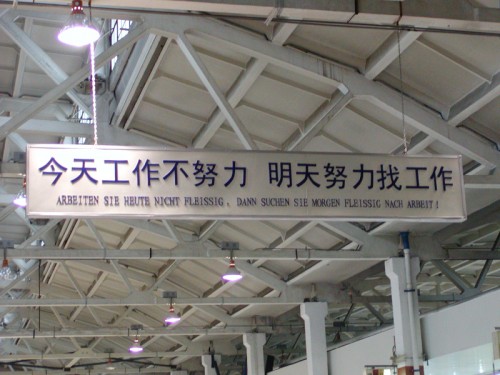 今天工作不努力 明天努力找工作
ARBEITEN SIE HEUTE NICHT FLEISSIG, DANN SUCHEN SIE MORGEN FLEISSIG NACH ARBEIT!